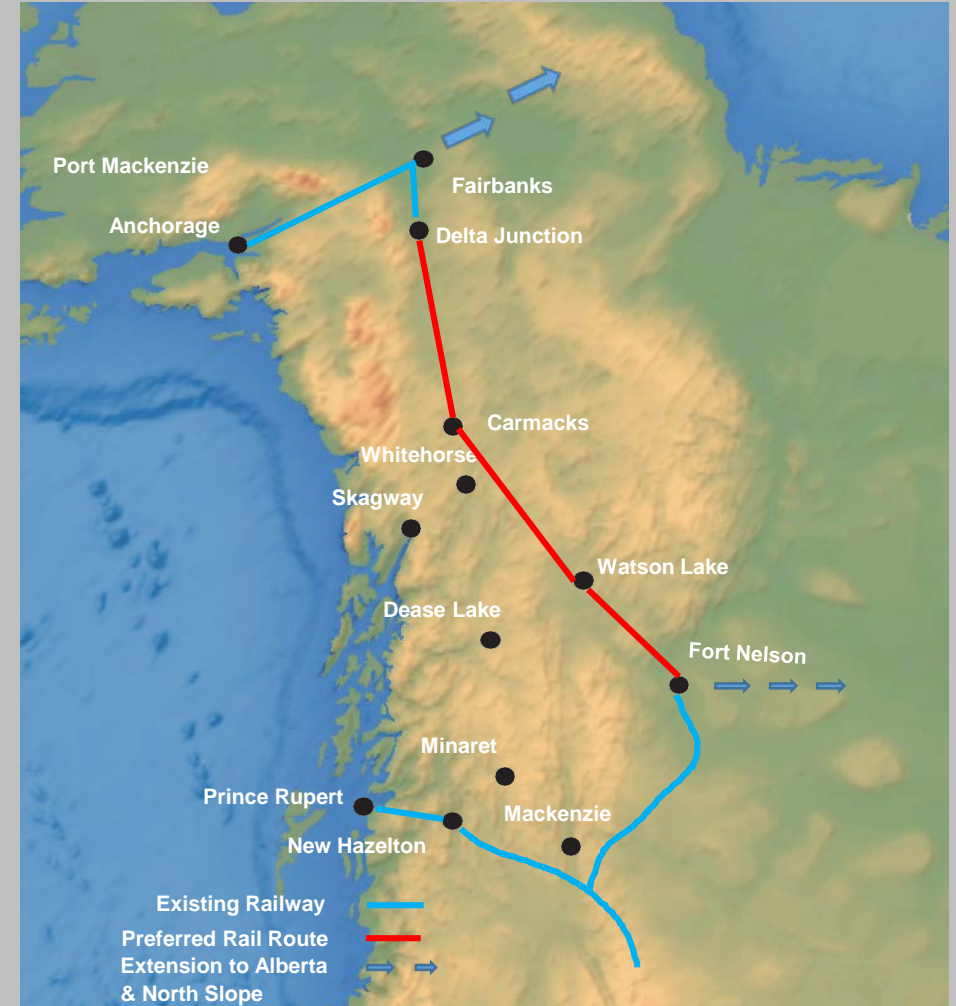 Port Mackenzie
Fairbanks
Anchorage
Delta Junction
Carmacks
Whitehorse
Skagway
Watson Lake
Dease Lake
Fort Nelson
Minaret
Prince Rupert
Mackenzie
New Hazelton
Existing Railway
Preferred Rail Route
Extension to Alberta
& North Slope